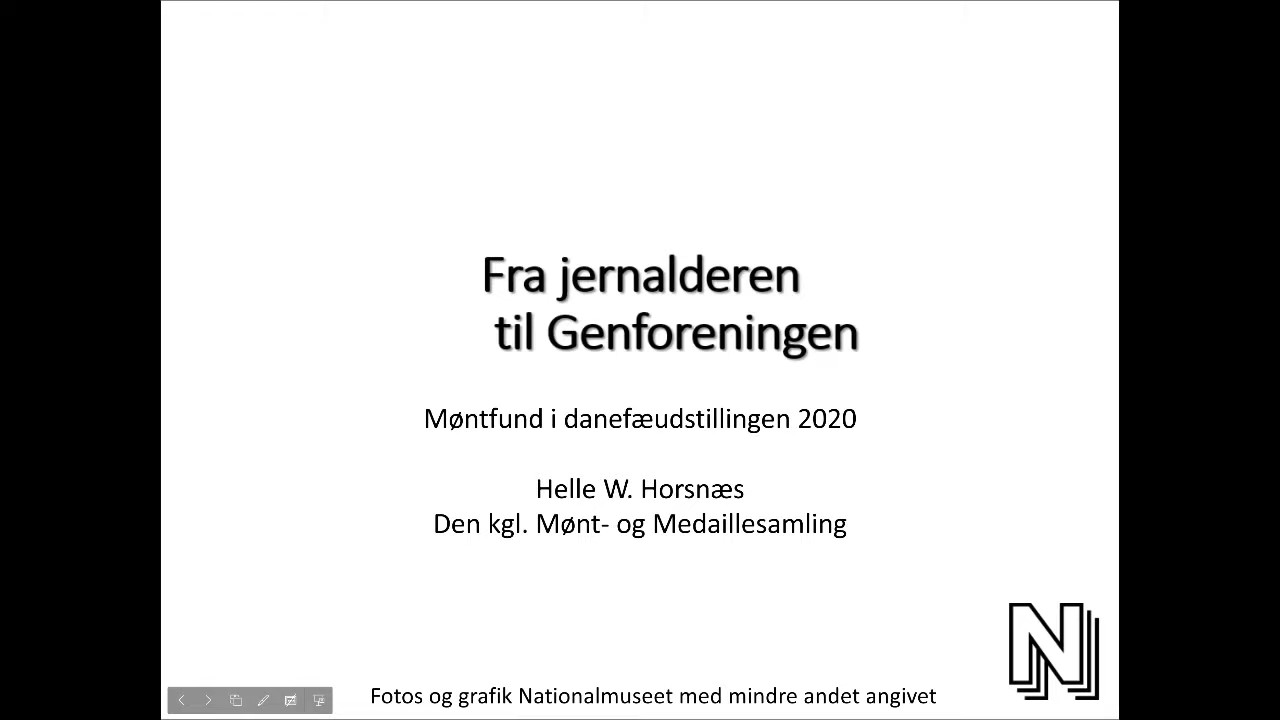 Fra jernalderen
til Genforeningen
Møntfund i danefæudstillingen 2020
Helle W. Horsnæs
Den kgl. Mønt- og Medaillesamling
N
Fotos og grafik Nationalmuseet med mindre andet angivet